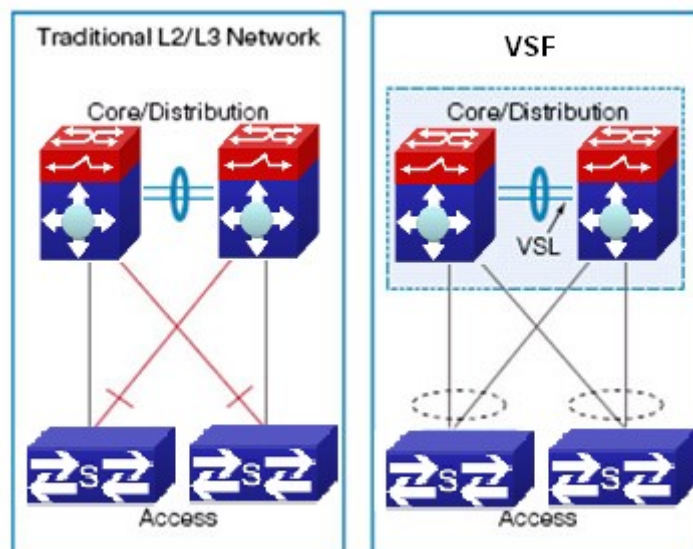 Traditional L2/L3 Network
Core/Distribution
S
S
Access
VSF
Core/Distribution
VSL
S
S
Access